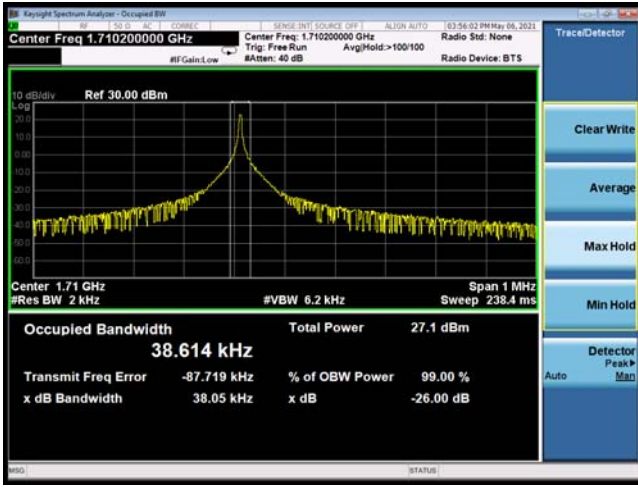 Keysight Spectrum Analyzer - Occupied BW
RF 50 Ω AC CORREC SENSE:INT SOURCE OFF ALIGN AUTO 03:56:02 PM May 06, 2021
Center Freq 1.710200000 GHz
Center Freq: 1.710200000 GHz
Radio Std: None
Trig: Free Run Avg|Hold:>100/100
#IFGain:Low #Atten: 40 dB Radio Device: BTS
Trace/Detector
10 dB/div Ref 30.00 dBm
Log
20.0
10.0
0.00
-10.0
-20.0
-30.0
-40.0
-50.0
-60.0
Clear Write
Average
Max Hold
Min Hold
Center 1.71 GHz Span 1 MHz
#Res BW 2 kHz #VBW 6.2 kHz Sweep 238.4 ms
Occupied Bandwidth Total Power 27.1 dBm
38.614 kHz
Transmit Freq Error -87.719 kHz % of OBW Power 99.00 %
x dB Bandwidth 38.05 kHz x dB -26.00 dB
Detector
Peak
Auto Man
MSG STATUS